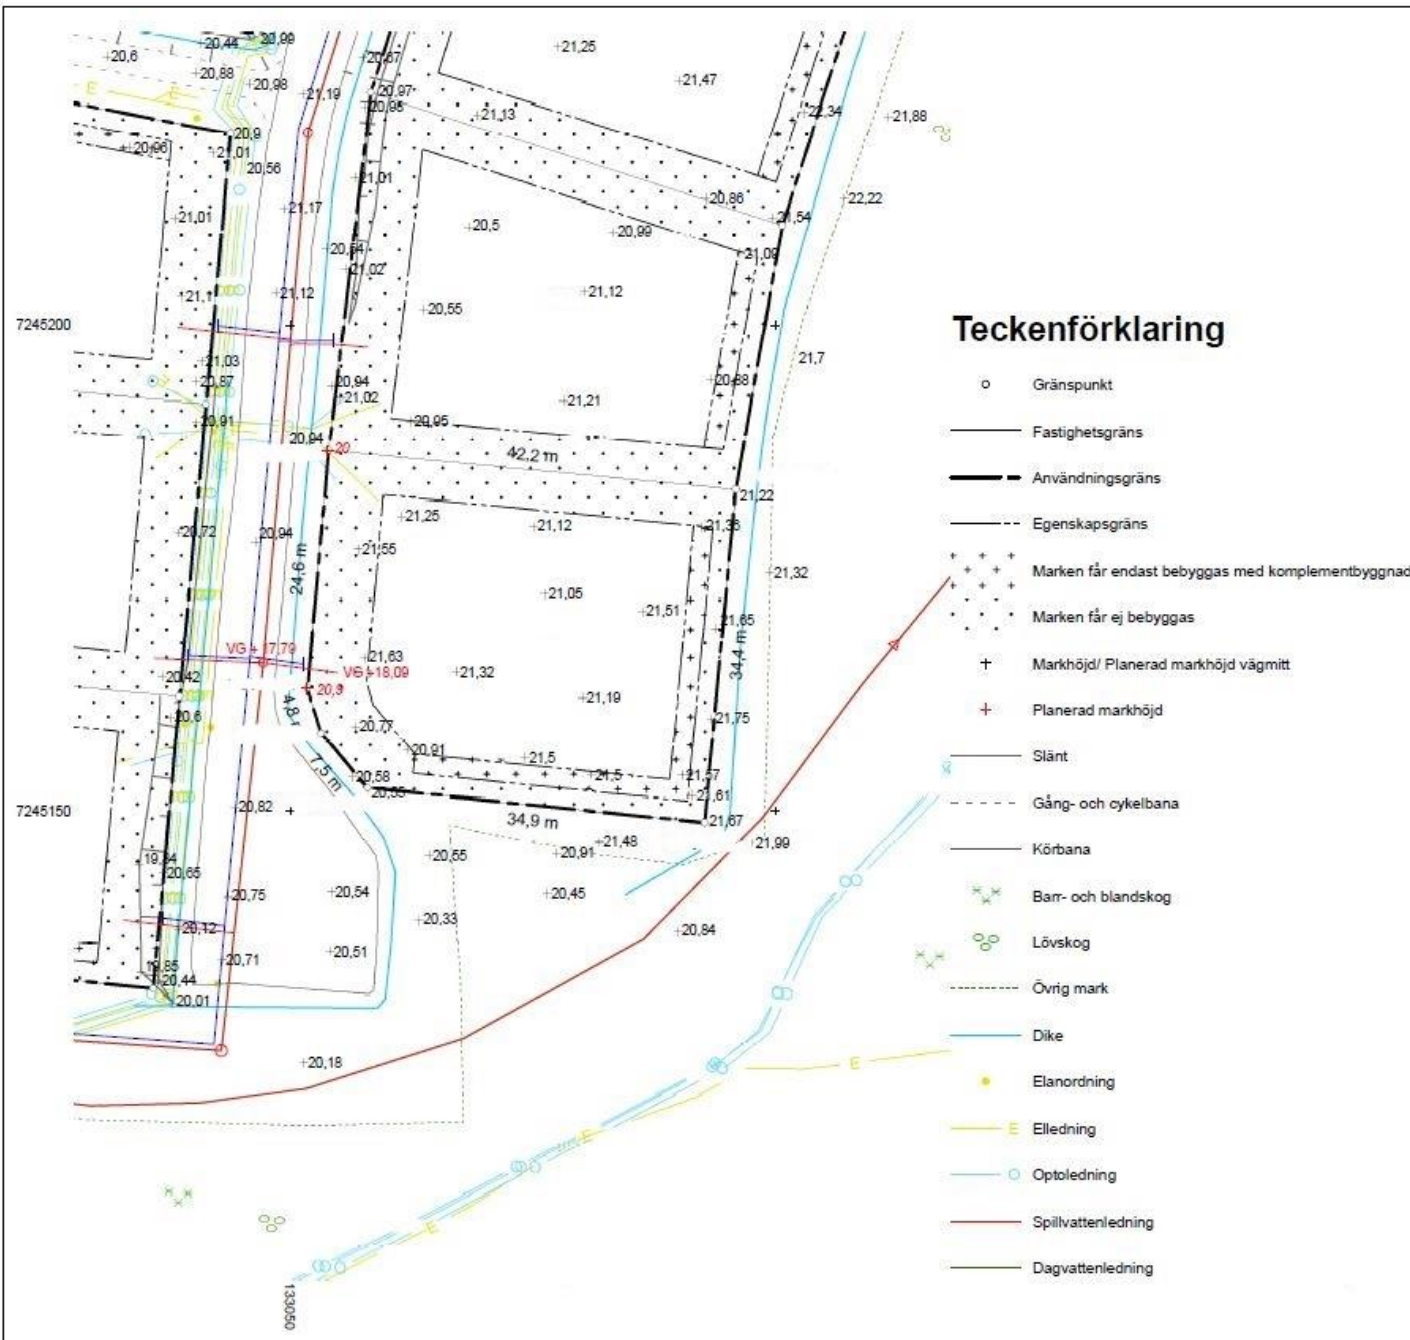 20,44
20,99
20,67
21,25
20,6
20,88
20,98
21,19
20,97
20,98
21,47
21,13
22,34
21,88
20,9
20,96
21,01
20,56
21,01
20,86
22,22
21,01
21,17
20,5
20,99
21,54
20,54
21,09
21,02
21,1
21,12
21,12
20,55
7245200
Teckenförklaring
21,03
21,7
20,87
20,94
20,88
Gränspunkt
21,02
21,21
20,91
20,95
Fastighetsgräns
20,94
20
42,2 m
Användningsgräns
21,22
21,25
21,12
21,35
Egenskapsgräns
20,72
20,94
21,55
24,6 m
21,32
Marken får endast bebyggas med komplementbyggnad
21,05
21,51
21,65
Marken får ej bebyggas
VG + 17,79
21,63
34,4 m
Markhöjd/ Planerad markhöjd vägmitt
20,42
VG +18,09
21,32
20,9
21,19
4,8
20,6
20,77
21,75
Planerad markhöjd
20,91
21,5
Slänt
7,5 m
20,58
21,5
21,57
20,55
21,61
Gång- och cykelbana
7245150
20,82
34,9 m
21,67
21,48
21,99
Körbana
19,84
20,65
20,55
20,91
20,75
20,54
20,45
Barr- och blandskog
20,12
20,33
20,84
Lövskog
20,71
20,51
19,85
20,44
Övrig mark
20,01
Dike
20,18
E
Elanordning
E
E
Elledning
Optoledning
E
Spillvattenledning
Dagvattenledning
133050